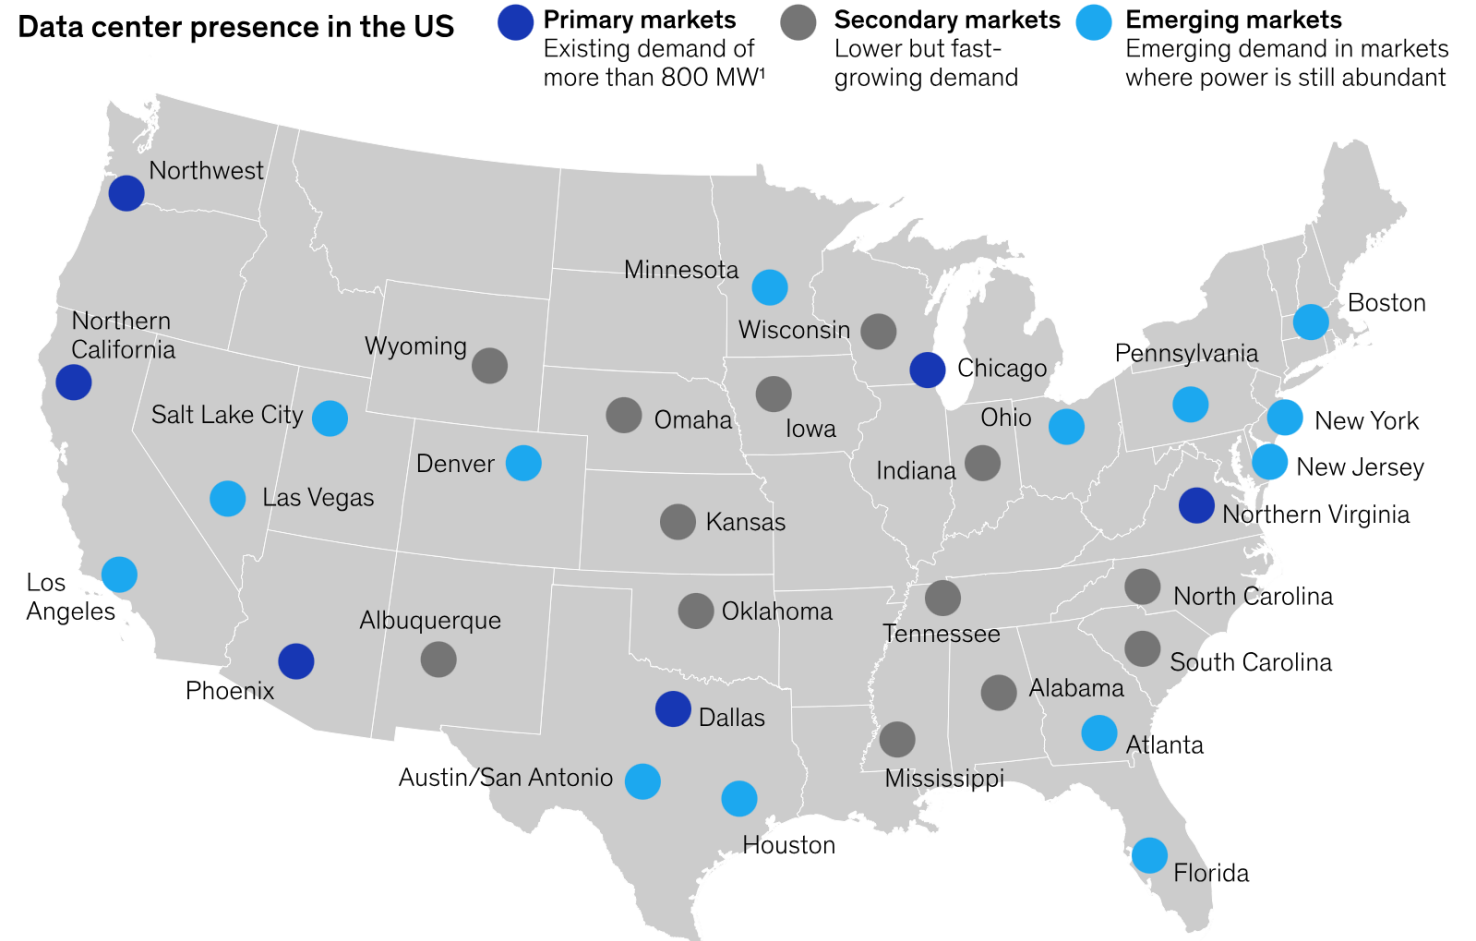 Data center presence in the US
Primary markets
Existing demand of
more than 800 MW¹
Secondary markets
Lower but fast-
growing demand
Emerging markets
Emerging demand in markets
where power is still abundant
Northwest
Minnesota
Boston
Northern
California
Wisconsin
Wyoming
Pennsylvania
Chicago
Salt Lake City
Omaha
Iowa
Ohio
New York
Denver
Indiana
New Jersey
Las Vegas
Kansas
Northern Virginia
Los
Angeles
Albuquerque
Oklahoma
Tennessee
North Carolina
South Carolina
Phoenix
Dallas
Alabama
Atlanta
Austin/San Antonio
Mississippi
Houston
Florida